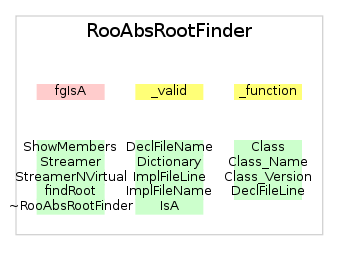 RooAbsRootFinder
fgIsA
_valid
_function
ShowMembers
Streamer
StreamerNVirtual
findRoot
~RooAbsRootFinder
DeclFileName
Dictionary
ImplFileLine
ImplFileName
IsA
Class
Class_Name
Class_Version
DeclFileLine